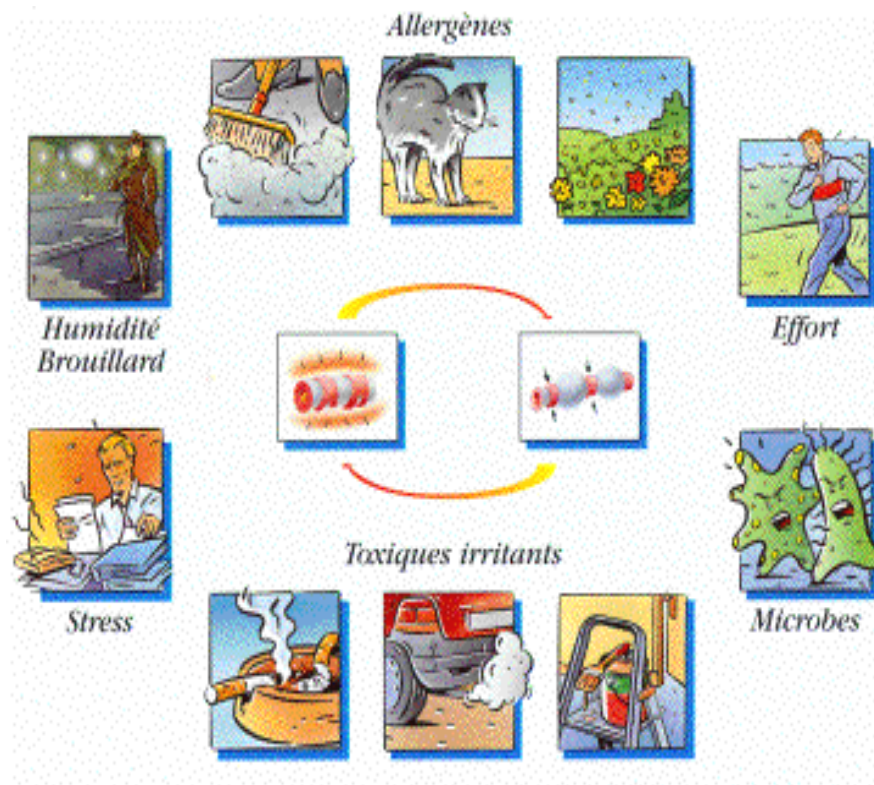 Allergènes
Humidité
Brouillard
Effort
Toxiques irritants
Stress
Microbes